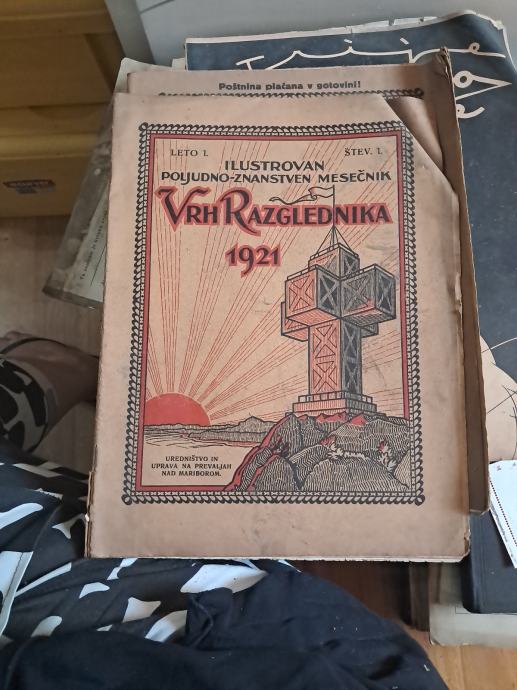 Poštnina plačana v gotovini!
LETO I. ŠTEV. 1.
ILUSTROVAN
POLJUDNO-ZNANSTVEN MESEČNIK
VRH RAZGLEDNIKA
1921
UREDNIŠTVO IN
UPRAVA NA PREVALJAH
NAD MARIBOROM.